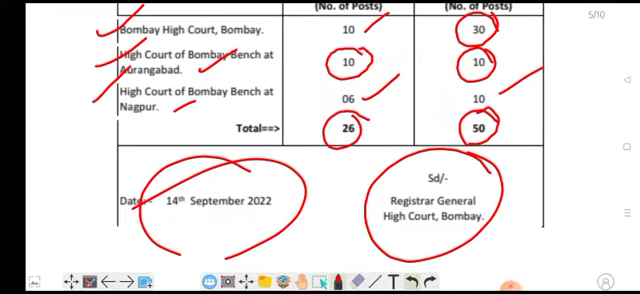 (No. of Posts) (No. of Posts)
5/10
Bombay High Court, Bombay. 10 30
High Court of Bombay Bench at
Aurangabad. 10 10
High Court of Bombay Bench at
Nagpur. 06 10
Total==> 26 50
Sd/-
Date:- 14th September 2022 Registrar General
High Court, Bombay.
T